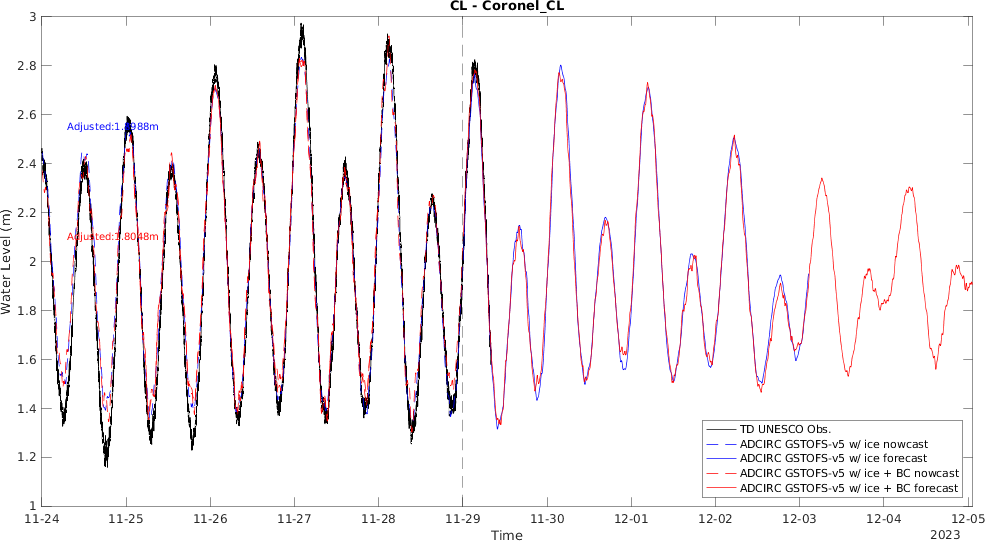 CL - Coronel_CL
3
2.8
2.6
2.4
2.2
2
1.8
1.6
1.4
1.2
1
Water Level (m)
Adjusted:1.8048m
11-24
11-25
11-26
11-27
11-28
11-29
11-30
12-01
12-02
12-03
12-04
12-05
Time
2023
TD UNESCO Obs.
ADCIRC GSTOFS-v5 w/ ice nowcast
ADCIRC GSTOFS-v5 w/ ice forecast
ADCIRC GSTOFS-v5 w/ ice + BC nowcast
ADCIRC GSTOFS-v5 w/ ice + BC forecast